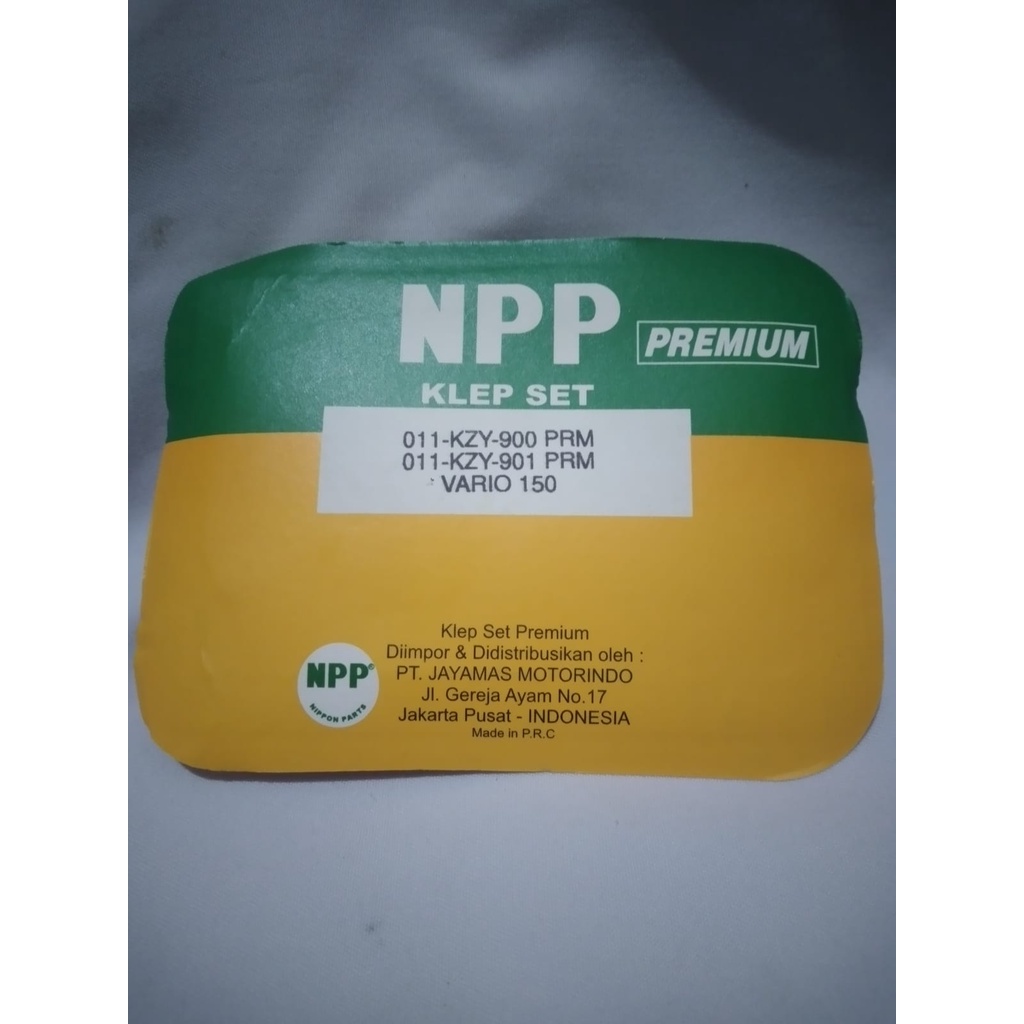 NPP PREMIUM
KLEP SET
011-KZY-900 PRM
011-KZY-901 PRM
VARIO 150
Klep Set Premium
Diimpor & Didistribusikan oleh :
PT. JAYAMAS MOTORINDO
Jl. Gereja Ayam No.17
Jakarta Pusat - INDONESIA
Made in P.R.C
NPP®
NIPPON PARTS